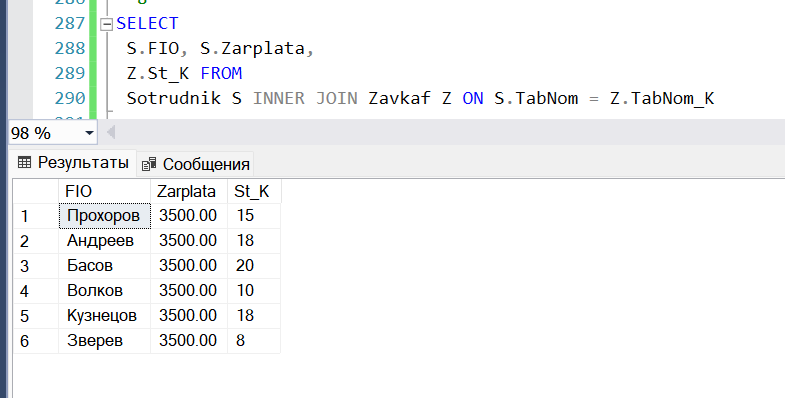 287 SELECT
288 S.FIO, S.Zarplata,
289 Z.St_K FROM
290 Sotrudnik S INNER JOIN Zavkaf Z ON S.TabNom = Z.TabNom_K
98 %
Результаты Сообщения
FIO Zarplata St_K
1 Прохоров 3500.00 15
2 Андреев 3500.00 18
3 Басов 3500.00 20
4 Волков 3500.00 10
5 Кузнецов 3500.00 18
6 Зверев 3500.00 8